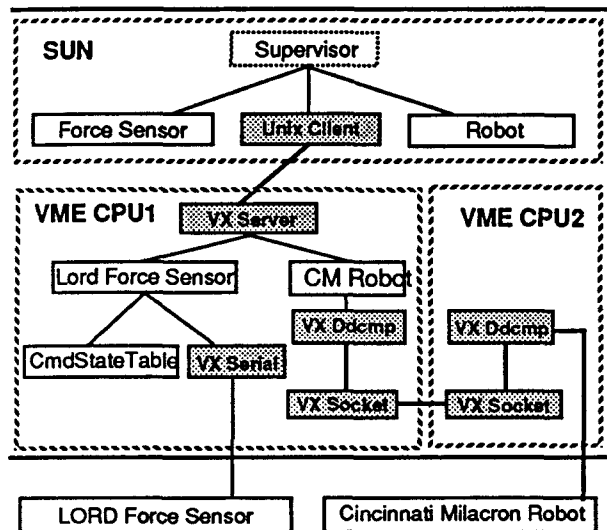 SUN
Supervisor
Force Sensor
Unix Client
Robot
VME CPU1
VX Server
VME CPU2
Lord Force Sensor
CM Robot
VX Ddcmp
VX Ddcmp
CmdStateTable
VX Serial
VX Socket
VX Socket
LORD Force Sensor
Cincinnati Milacron Robot